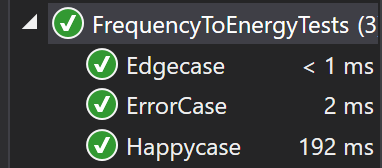 FrequencyToEnergyTests (3
Edgecase < 1 ms
ErrorCase 2 ms
Happycase 192 ms